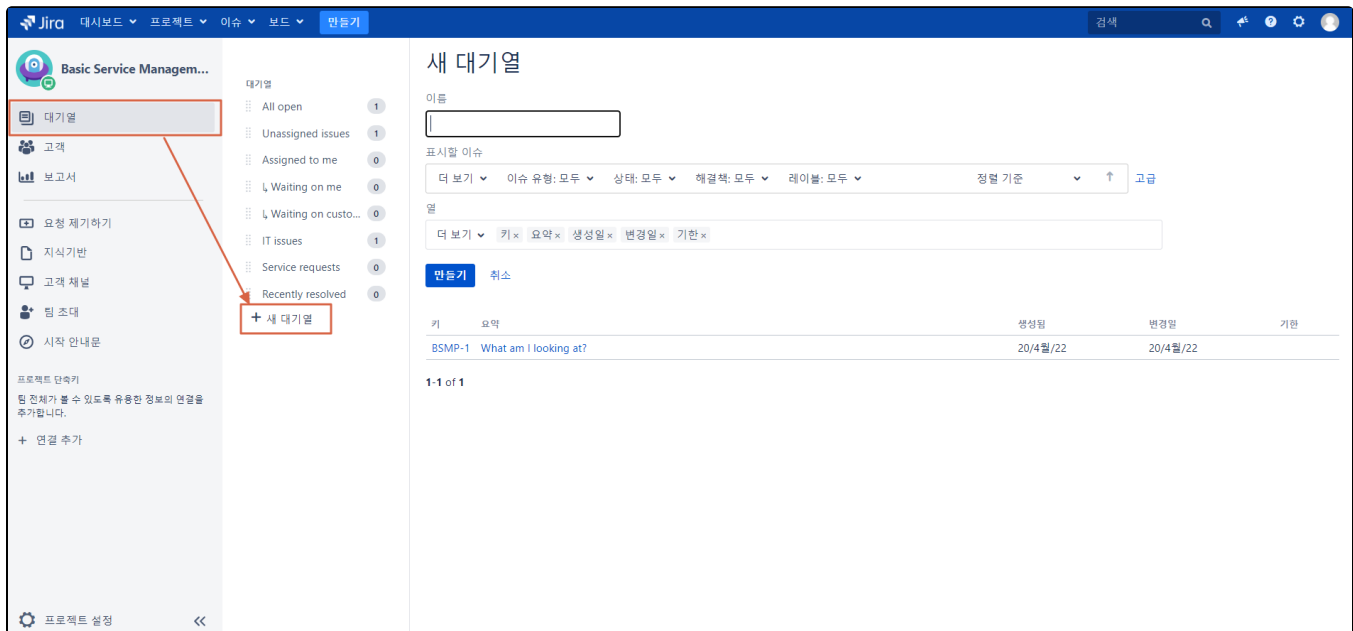 Jira 대시보드 프로젝트 이슈 보드 만들기 검색
Basic Service Managem...
대기열
고객
보고서
요청 제기하기
지식기반
고객 채널
팀 초대
시작 안내문
프로젝트 단축키
팀 전체가 볼 수 있도록 유용한 정보의 연결을
추가합니다.
+ 연결 추가
프로젝트 설정
대기열
All open 1
Unassigned issues 1
Assigned to me 0
↳ Waiting on me 0
↳ Waiting on custo... 0
IT issues 1
Service requests 0
Recently resolved 0
+ 새 대기열
새 대기열
이름
표시할 이슈
더 보기 이슈 유형: 모두 상태: 모두 해결책: 모두 레이블: 모두 정렬 기준 ↑ 고급
열
더 보기 키 × 요약 × 생성일 × 변경일 × 기한 ×
만들기 취소
키 요약 생성됨 변경일 기한
BSMP-1 What am I looking at? 20/4월/22 20/4월/22
1-1 of 1